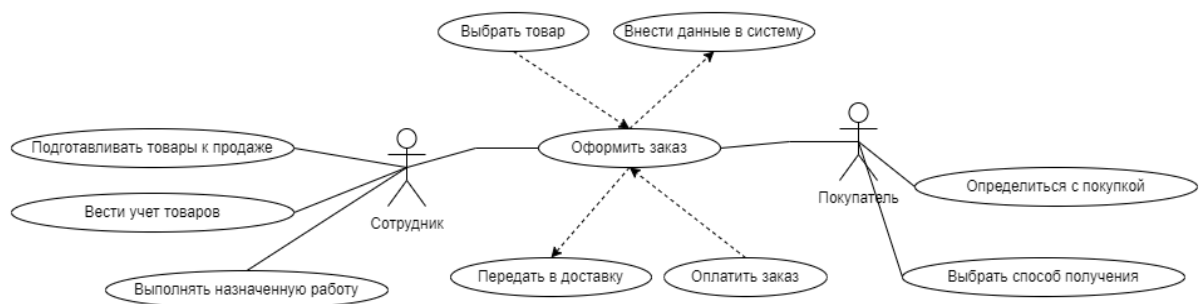 Выбрать товар
Внести данные в систему
Подготавливать товары к продаже
Оформить заказ
Определиться с покупкой
Покупатель
Вести учет товаров
Сотрудник
Передать в доставку
Оплатить заказ
Выбрать способ получения
Выполнять назначенную работу